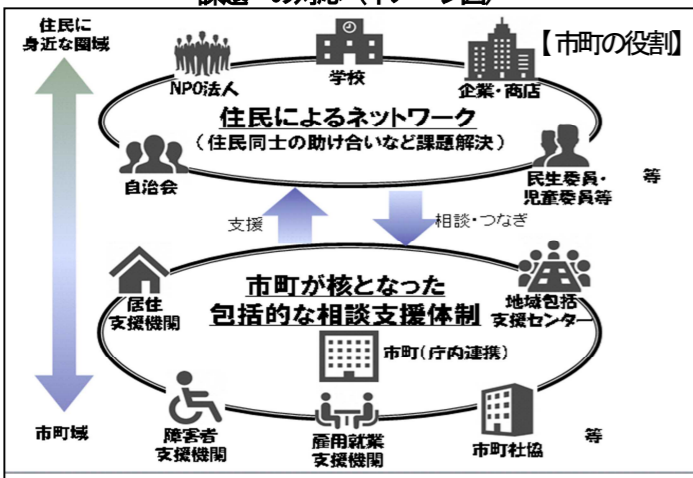 住民に
身近な圏域
【市町の役割】
NPO法人
学校
企業・商店
住民によるネットワーク
(住民同士の助け合いなど課題解決)
自治会
民生委員・
児童委員等
等
支援
相談・つなぎ
市町が核となった
包括的な相談支援体制
居住
支援機関
地域包括
支援センター
市町(庁内連携)
市町域
障害者
支援機関
雇用就業
支援機関
市町社協
等